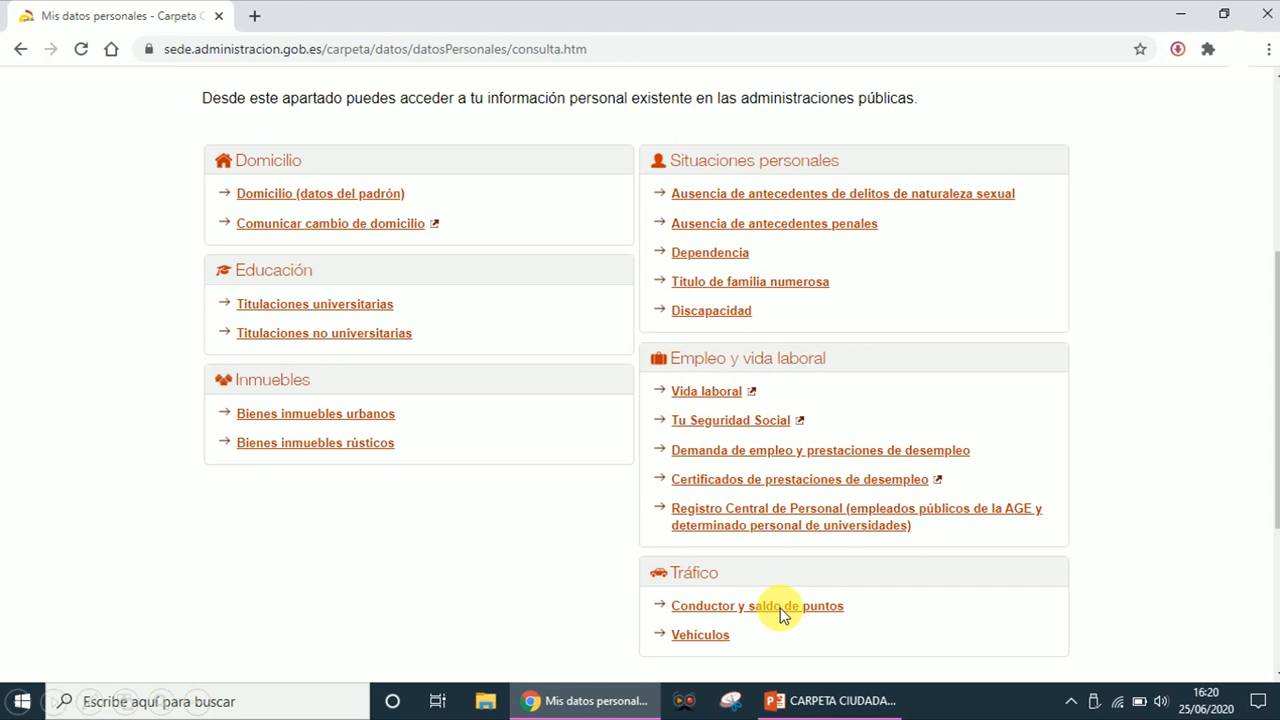 Mis datos personales - Carpeta C
sede.administracion.gob.es/carpeta/datos/datosPersonales/consulta.htm
Desde este apartado puedes acceder a tu información personal existente en las administraciones públicas.
Domicilio
Domicilio (datos del padrón)
Comunicar cambio de domicilio
Educación
Titulaciones universitarias
Titulaciones no universitarias
Inmuebles
Bienes inmuebles urbanos
Bienes inmuebles rústicos
Situaciones personales
Ausencia de antecedentes de delitos de naturaleza sexual
Ausencia de antecedentes penales
Dependencia
Título de familia numerosa
Discapacidad
Empleo y vida laboral
Vida laboral
Tu Seguridad Social
Demanda de empleo y prestaciones de desempleo
Certificados de prestaciones de desempleo
Registro Central de Personal (empleados públicos de la AGE y
determinado personal de universidades)
Tráfico
Conductor y saldo de puntos
Vehículos
Escribe aquí para buscar
Mis datos personal...
CARPETA CIUDADA...
16:20
25/06/2020